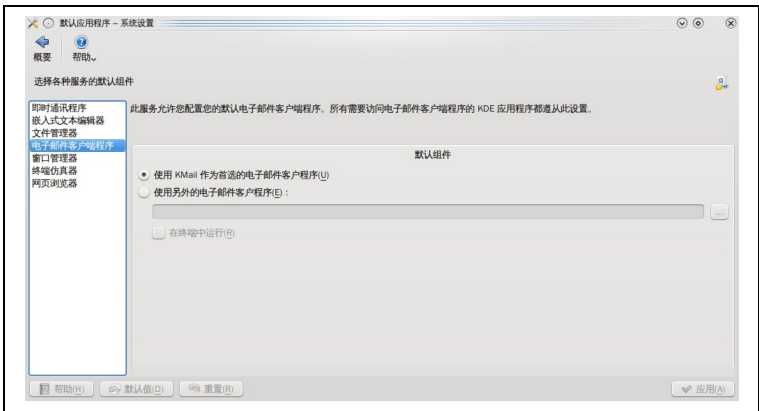 默认应用程序 – 系统设置
概要 帮助
选择各种服务的默认组件
即时通讯程序
嵌入式文本编辑器
文件管理器
电子邮件客户端程序
窗口管理器
终端仿真器
网页浏览器
此服务允许您配置您的默认电子邮件客户端程序。所有需要访问电子邮件客户端程序的 KDE 应用程序都遵从此设置。
默认组件
使用 KMail 作为首选的电子邮件客户程序(U)
使用另外的电子邮件客户程序(E)：
...
在终端中运行(R)
帮助(H) 默认值(D) 重置(R) 应用(A)